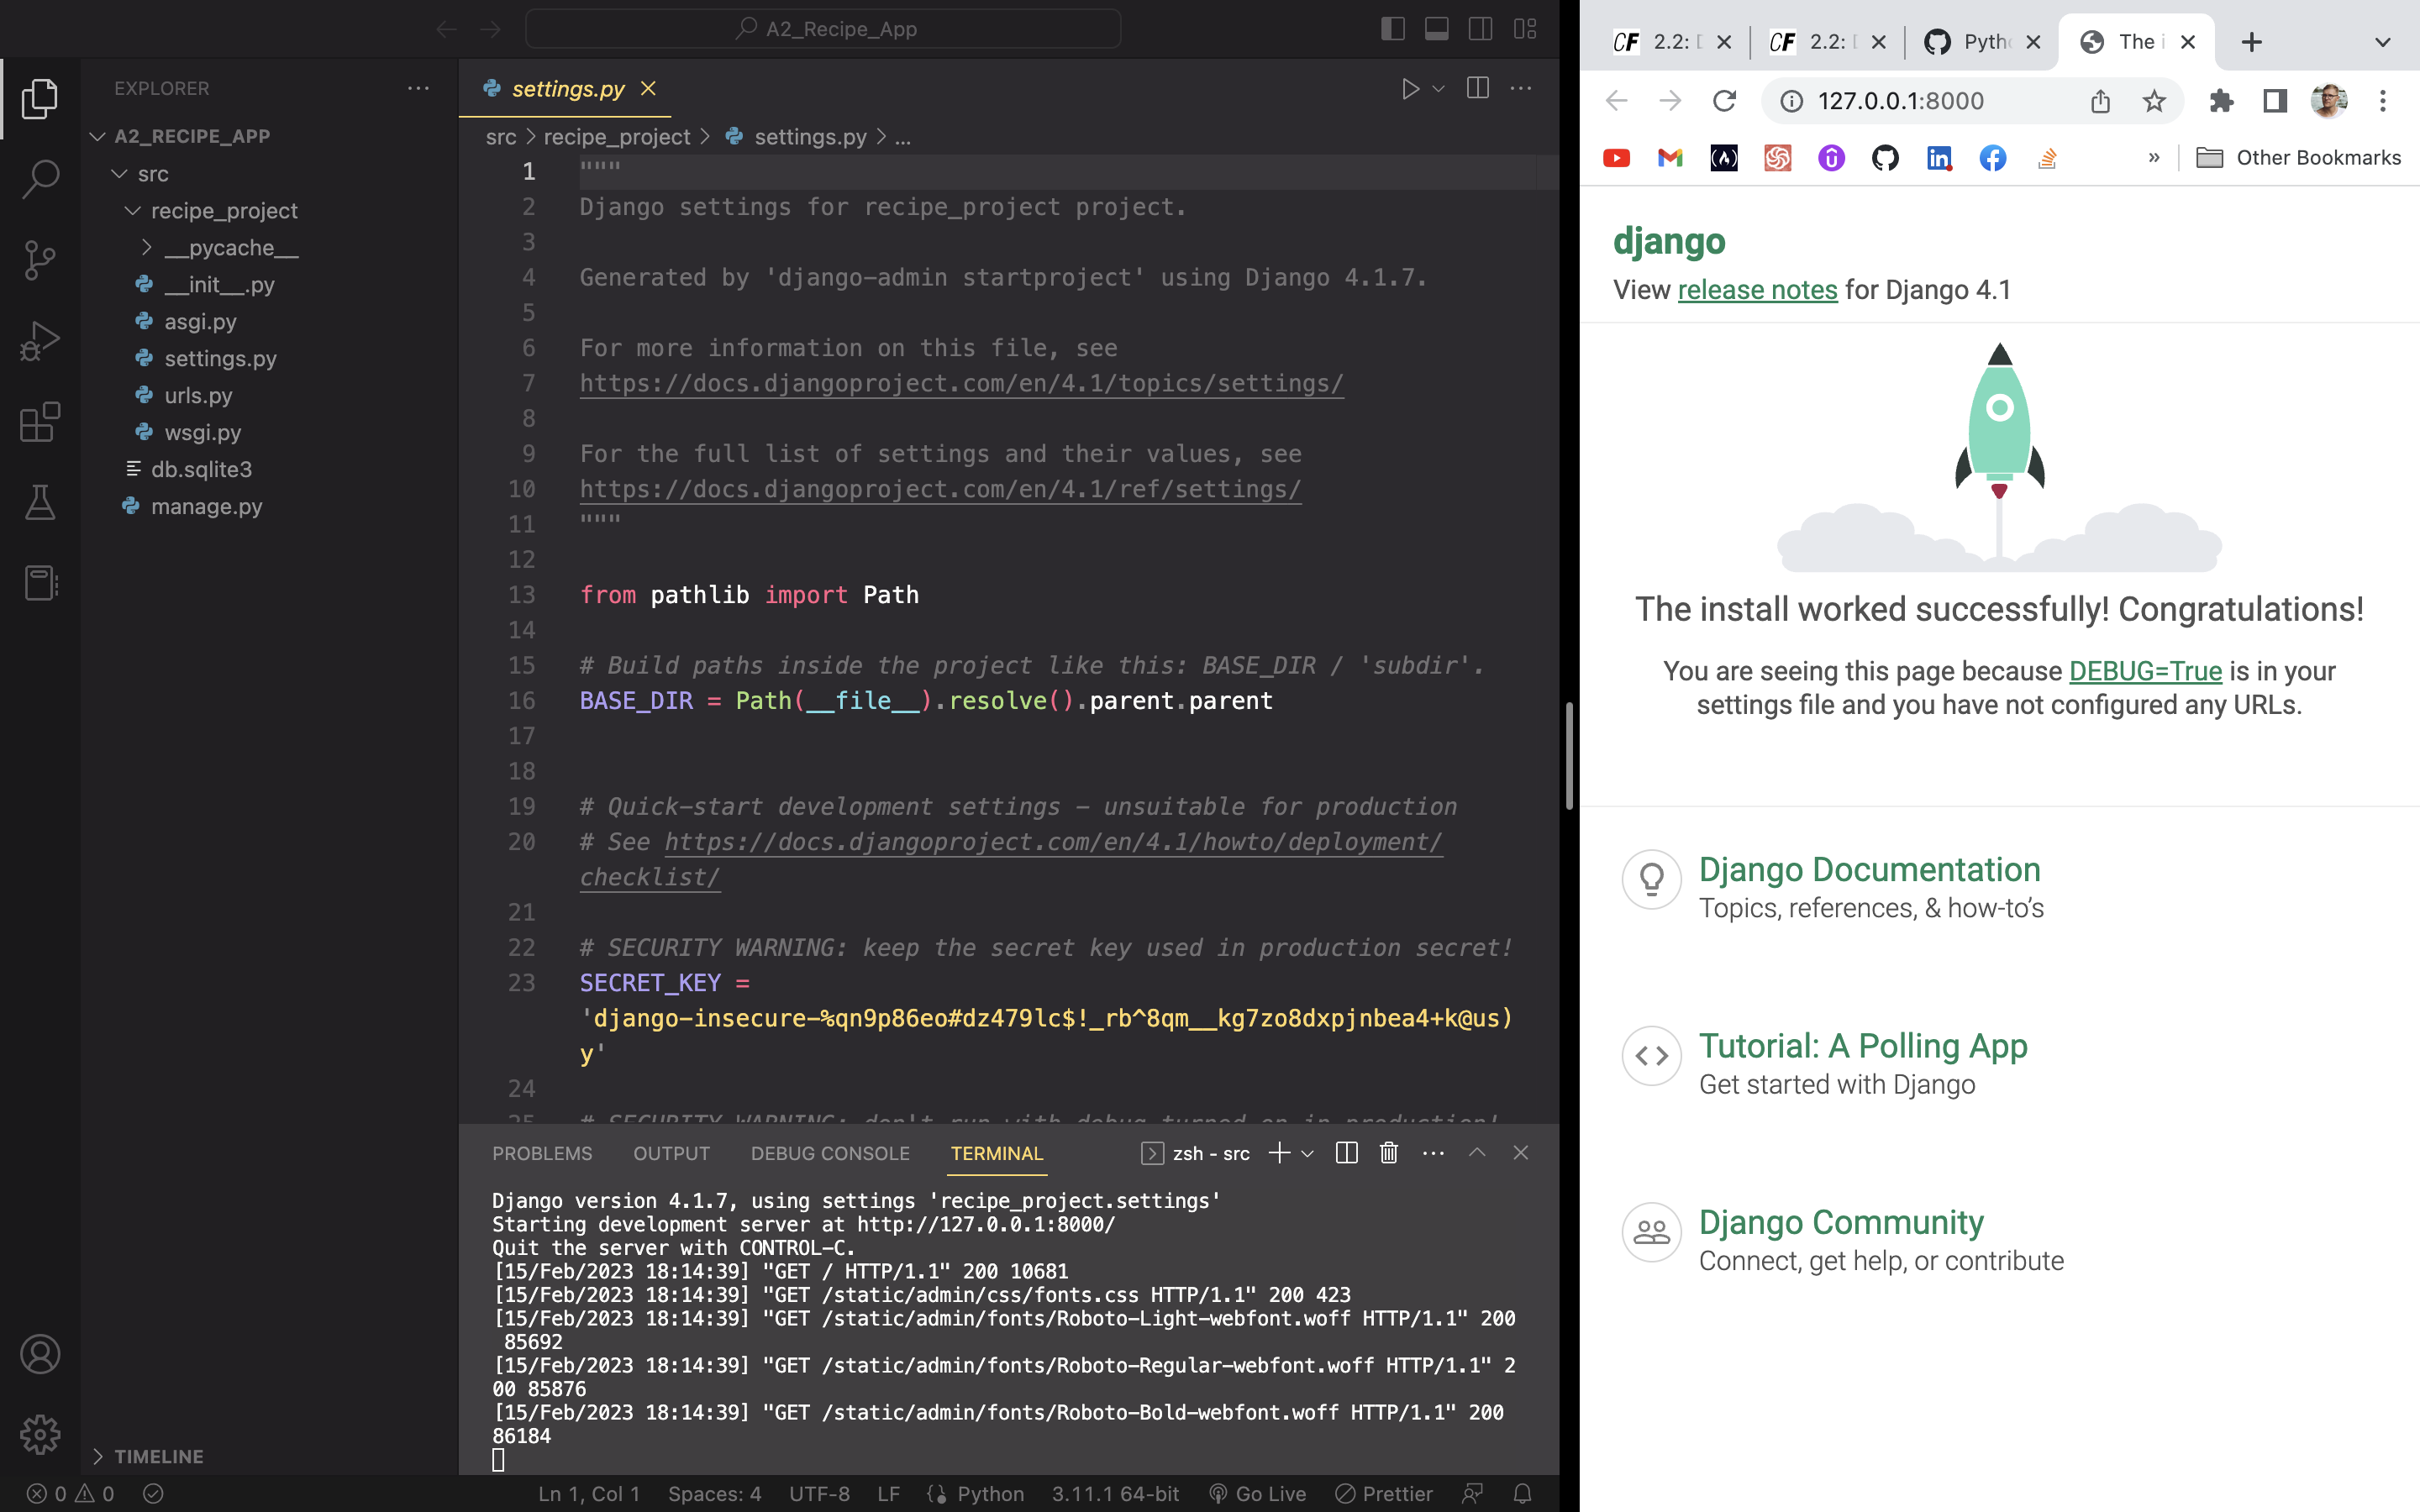 A2_Recipe_App
EXPLORER
A2_RECIPE_APP
src
recipe_project
__pycache__
__init__.py
asgi.py
settings.py
urls.py
wsgi.py
db.sqlite3
manage.py
TIMELINE
settings.py
src > recipe_project > settings.py > ...
1 """
2 Django settings for recipe_project project.
3
4 Generated by 'django-admin startproject' using Django 4.1.7.
5
6 For more information on this file, see
7 https://docs.djangoproject.com/en/4.1/topics/settings/
8
9 For the full list of settings and their values, see
10 https://docs.djangoproject.com/en/4.1/ref/settings/
11 """
12
13 from pathlib import Path
14
15 # Build paths inside the project like this: BASE_DIR / 'subdir'.
16 BASE_DIR = Path(__file__).resolve().parent.parent
17
18
19 # Quick-start development settings - unsuitable for production
20 # See https://docs.djangoproject.com/en/4.1/howto/deployment/
checklist/
21
22 # SECURITY WARNING: keep the secret key used in production secret!
23 SECRET_KEY =
'django-insecure-%qn9p86eo#dz479lc$!_rb^8qm__kg7zo8dxpjnbea4+k@us)
y'
24
25 # SECURITY WARNING: don't run with debug turned on in production!
PROBLEMS OUTPUT DEBUG CONSOLE TERMINAL zsh - src
Django version 4.1.7, using settings 'recipe_project.settings'
Starting development server at http://127.0.0.1:8000/
Quit the server with CONTROL-C.
[15/Feb/2023 18:14:39] "GET / HTTP/1.1" 200 10681
[15/Feb/2023 18:14:39] "GET /static/admin/css/fonts.css HTTP/1.1" 200 423
[15/Feb/2023 18:14:39] "GET /static/admin/fonts/Roboto-Light-webfont.woff HTTP/1.1" 200
85692
[15/Feb/2023 18:14:39] "GET /static/admin/fonts/Roboto-Regular-webfont.woff HTTP/1.1" 2
00 85876
[15/Feb/2023 18:14:39] "GET /static/admin/fonts/Roboto-Bold-webfont.woff HTTP/1.1" 200
86184
0 0 Ln 1, Col 1 Spaces: 4 UTF-8 LF Python 3.11.1 64-bit Go Live Prettier
CF 2.2: CF 2.2: Pyth The i
127.0.0.1:8000
Other Bookmarks
django
View release notes for Django 4.1
The install worked successfully! Congratulations!
You are seeing this page because DEBUG=True is in your
settings file and you have not configured any URLs.
Django Documentation
Topics, references, & how-to's
Tutorial: A Polling App
Get started with Django
Django Community
Connect, get help, or contribute